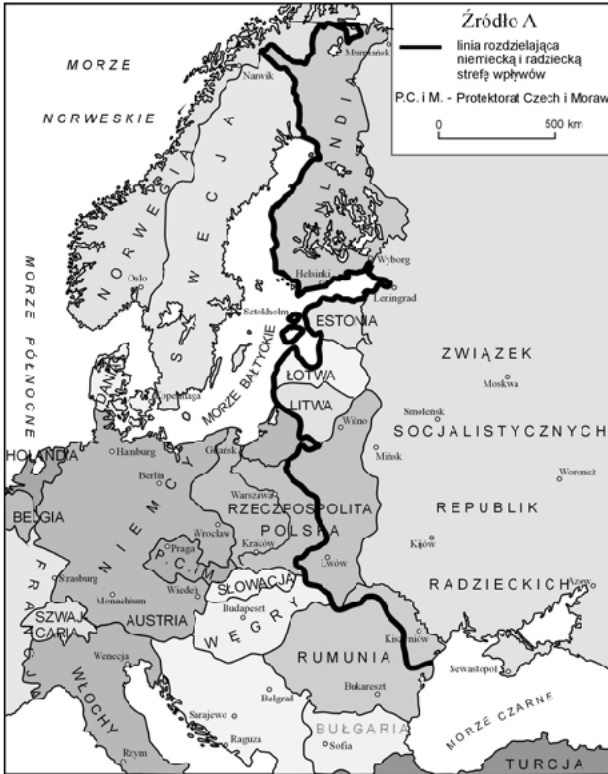 Źródło A
linia rozdzielająca
niemiecką i radziecką
strefę wpływów
P.C. i M. - Protektorat Czech i Moraw
0 500 km
MORZE
NORWESKIE
Narwik
Murmańsk
NORWEGIA
SZWECJA
FINLANDIA
Oslo
Sztokholm
Helsinki
Wyborg
Leningrad
ESTONIA
MORZE PÓŁNOCNE
MORZE BAŁTYCKIE
DANIA
Kopenhaga
ŁOTWA
LITWA
ZWIĄZEK
Moskwa
Smoleńsk
SOCJALISTYCZNYCH
Wilno
Mińsk
Woroneż
HOLANDIA
Hamburg
Gdańsk
Berlin
NIEMCY
BELGIA
Warszawa
RZECZPOSPOLITA
POLSKA
REPUBLIK
Wrocław
Kraków
Lwów
Kijów
Praga
P.C.iM.
FRANCJA
Strasburg
Monachium
Wiedeń
SŁOWACJA
RADZIECKICH
Azow
SZWAJ
CARIA
AUSTRIA
Budapeszt
WĘGRY
Kiszyniów
Wenecja
WŁOCHY
RUMUNIA
Bukareszt
Sewastopol
Belgrad
Sarajewo
Raguza
BUŁGARIA
Sofia
MORZE CZARNE
Rzym
TURCJA